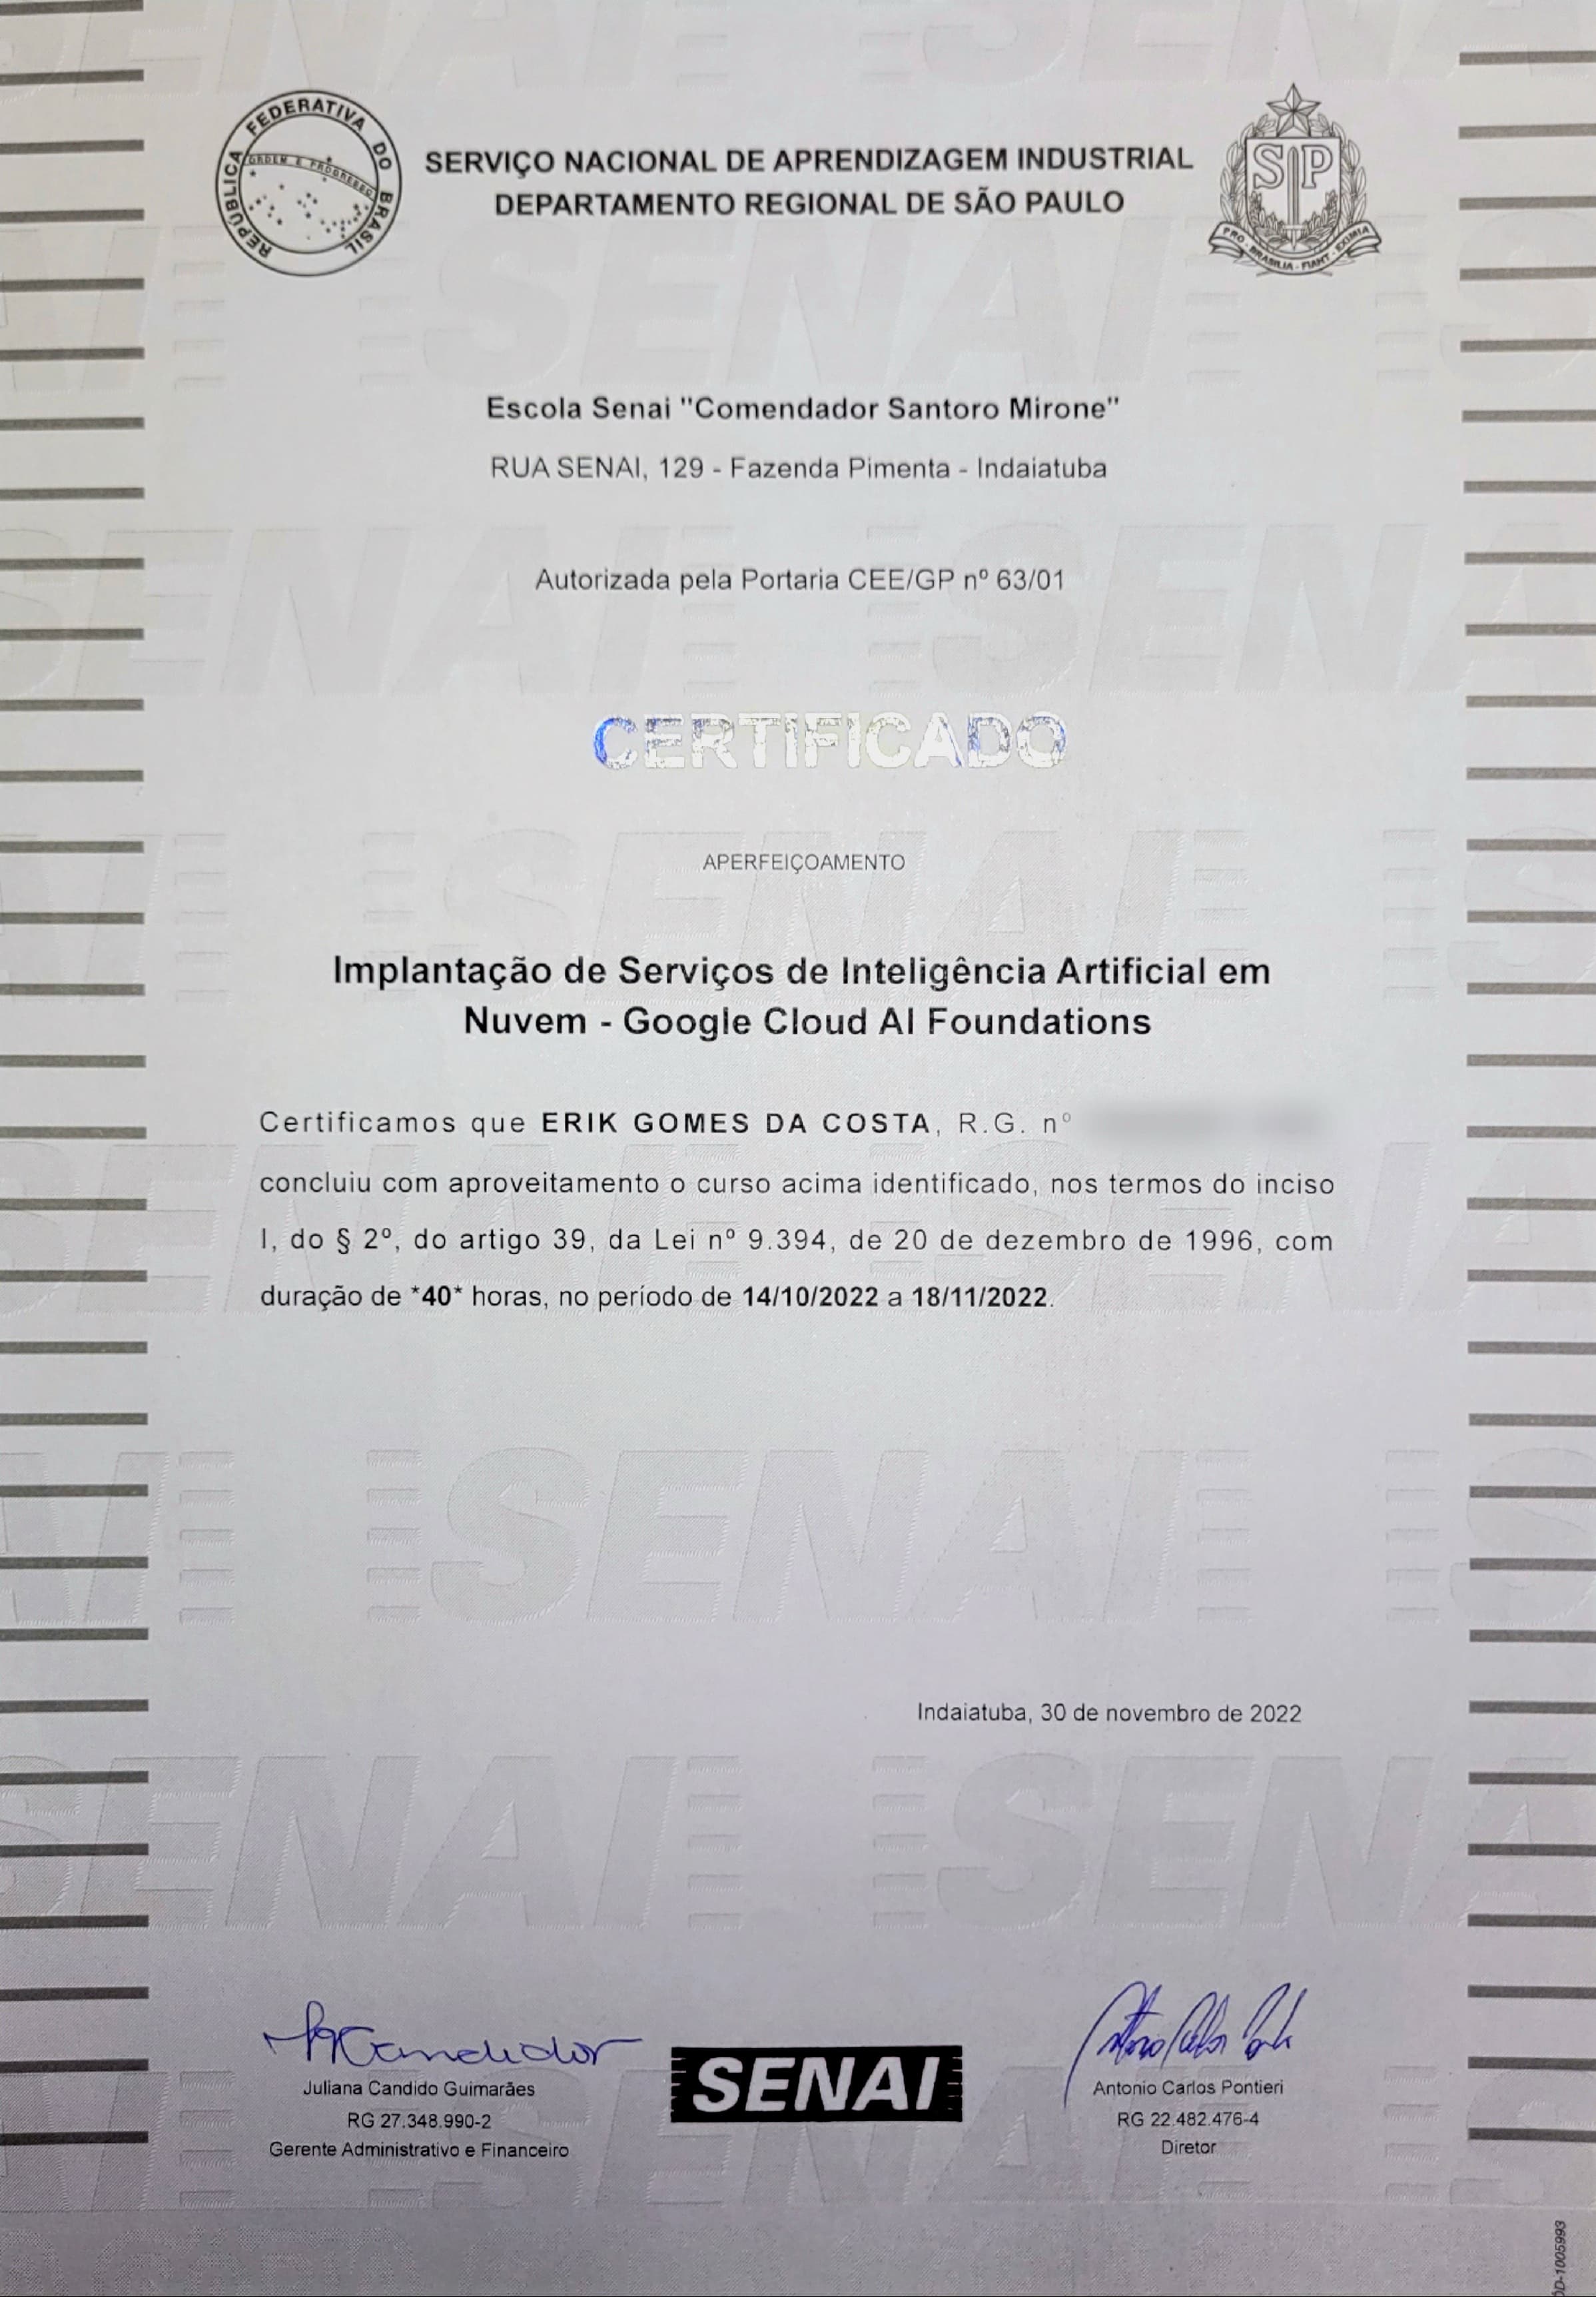 REPÚBLICA FEDERATIVA DO BRASIL
ORDEM E PROGRESSO
SERVIÇO NACIONAL DE APRENDIZAGEM INDUSTRIAL
DEPARTAMENTO REGIONAL DE SÃO PAULO
SP
PRO - BRASILIA - FIANT - EXIMIA
Escola Senai "Comendador Santoro Mirone"
RUA SENAI, 129 - Fazenda Pimenta - Indaiatuba
Autorizada pela Portaria CEE/GP nº 63/01
CERTIFICADO
APERFEIÇOAMENTO
Implantação de Serviços de Inteligência Artificial em
Nuvem - Google Cloud AI Foundations
Certificamos que ERIK GOMES DA COSTA, R.G. nº
concluiu com aproveitamento o curso acima identificado, nos termos do inciso
I, do § 2º, do artigo 39, da Lei nº 9.394, de 20 de dezembro de 1996, com
duração de *40* horas, no período de 14/10/2022 a 18/11/2022.
Indaiatuba, 30 de novembro de 2022
Juliana Candido Guimarães
RG 27.348.990-2
Gerente Administrativo e Financeiro
SENAI
Antonio Carlos Pontieri
RG 22.482.476-4
Diretor
ÓD-1005993